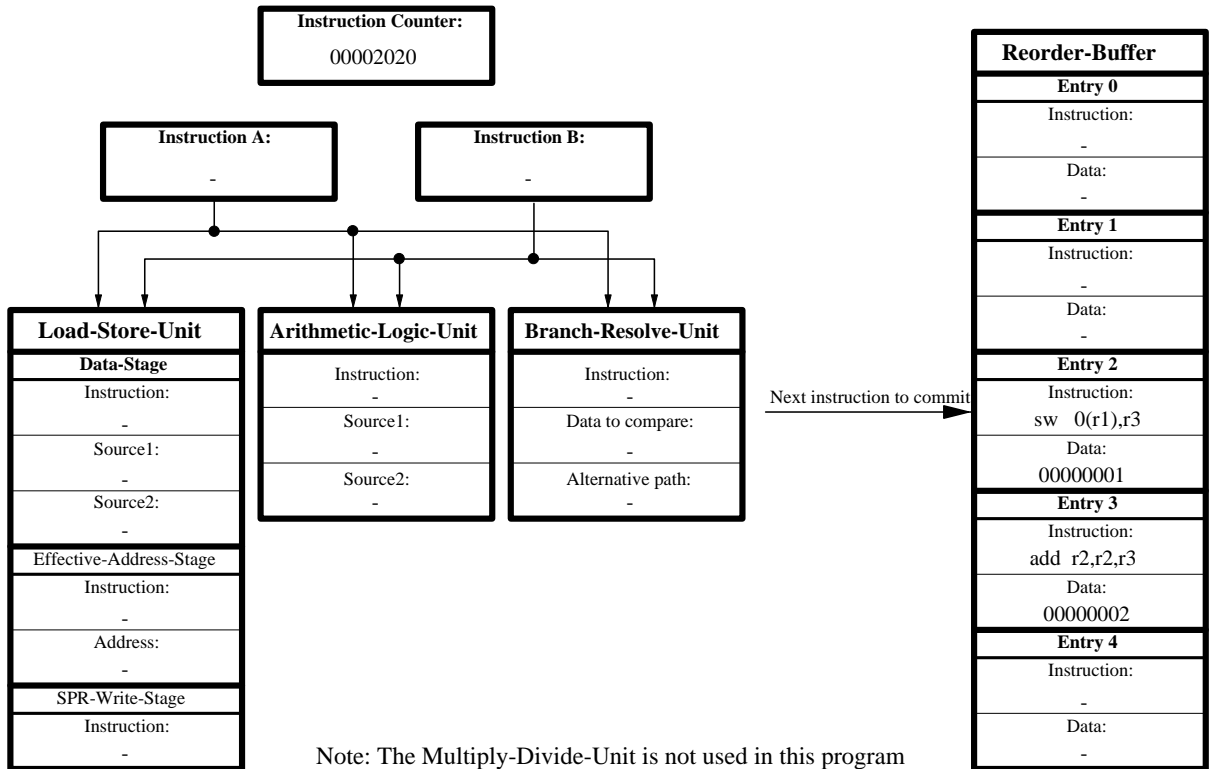 Instruction Counter:
00002020
Instruction A:
-
Instruction B:
-
Load-Store-Unit
Data-Stage
Instruction:
-
Source1:
-
Source2:
-
Effective-Address-Stage
Instruction:
-
Address:
-
SPR-Write-Stage
Instruction:
-
Arithmetic-Logic-Unit
Instruction:
-
Source1:
-
Source2:
-
Branch-Resolve-Unit
Instruction:
-
Data to compare:
-
Alternative path:
-
Next instruction to commit
Reorder-Buffer
Entry 0
Instruction:
-
Data:
-
Entry 1
Instruction:
-
Data:
-
Entry 2
Instruction:
sw 0(r1),r3
Data:
00000001
Entry 3
Instruction:
add r2,r2,r3
Data:
00000002
Entry 4
Instruction:
-
Data:
-
Note: The Multiply-Divide-Unit is not used in this program